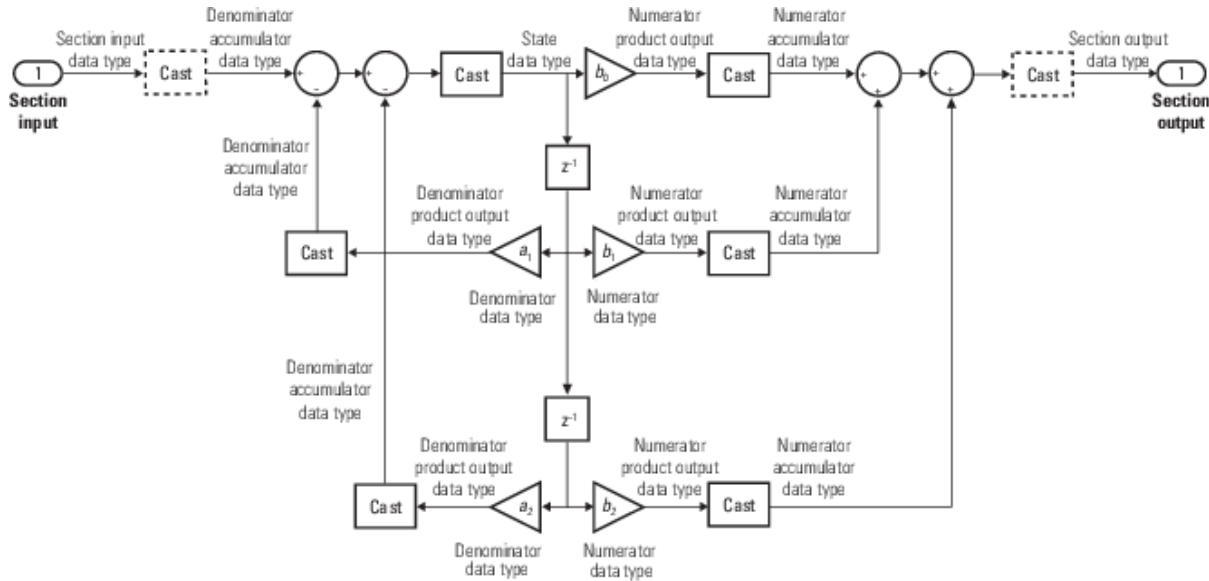 Section input
data type
Denominator
accumulator
data type
State
data type
Numerator
product output
data type
Numerator
accumulator
data type
Section output
data type
1
Cast
+
-
+
-
Cast
b0
Cast
+
+
+
+
Cast
1
Section
input
Section
output
Denominator
accumulator
data type
z-1
Denominator
product output
data type
Numerator
product output
data type
Numerator
accumulator
data type
Cast
a1
b1
Cast
Denominator
data type
Numerator
data type
Denominator
accumulator
data type
z-1
Denominator
product output
data type
Numerator
product output
data type
Numerator
accumulator
data type
Cast
a2
b2
Cast
Denominator
data type
Numerator
data type